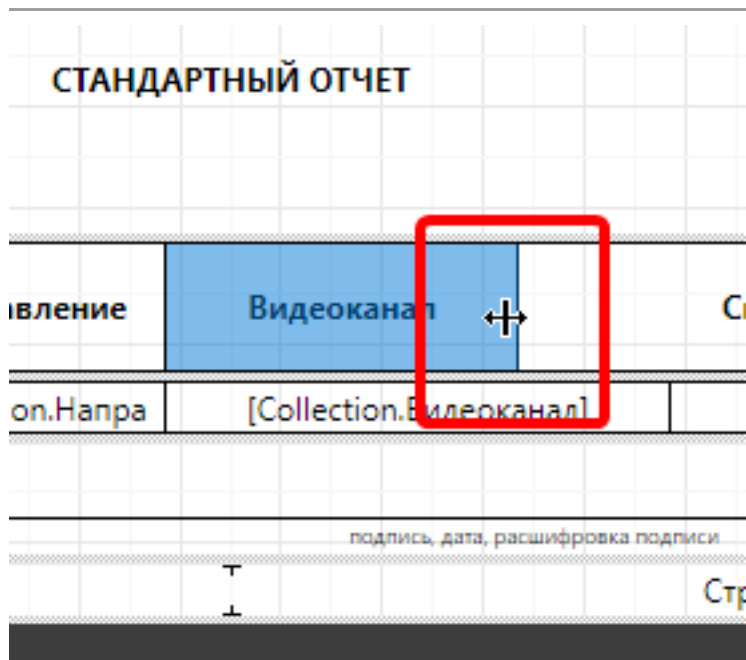 СТАНДАРТНЫЙ ОТЧЕТ
авление Видеоканал С
on.Напра [Collection.Видеоканал]
подпись, дата, расшифровка подписи
Стр